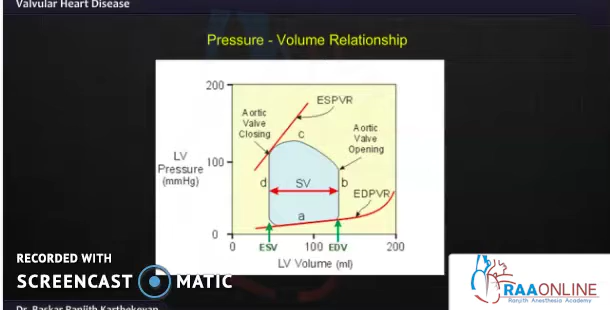 Valvular Heart Disease
Pressure - Volume Relationship
200
ESPVR
Aortic
Valve
Closing
c
Aortic
Valve
Opening
LV
Pressure
(mmHg)
100
d
SV
b
EDPVR
a
0
0
ESV
100
EDV
200
LV Volume (ml)
RECORDED WITH
SCREENCAST MATIC
RAAONLINE
Ranjith Anesthesia Academy
Dr. Baskar Ranjith Karthekeyan